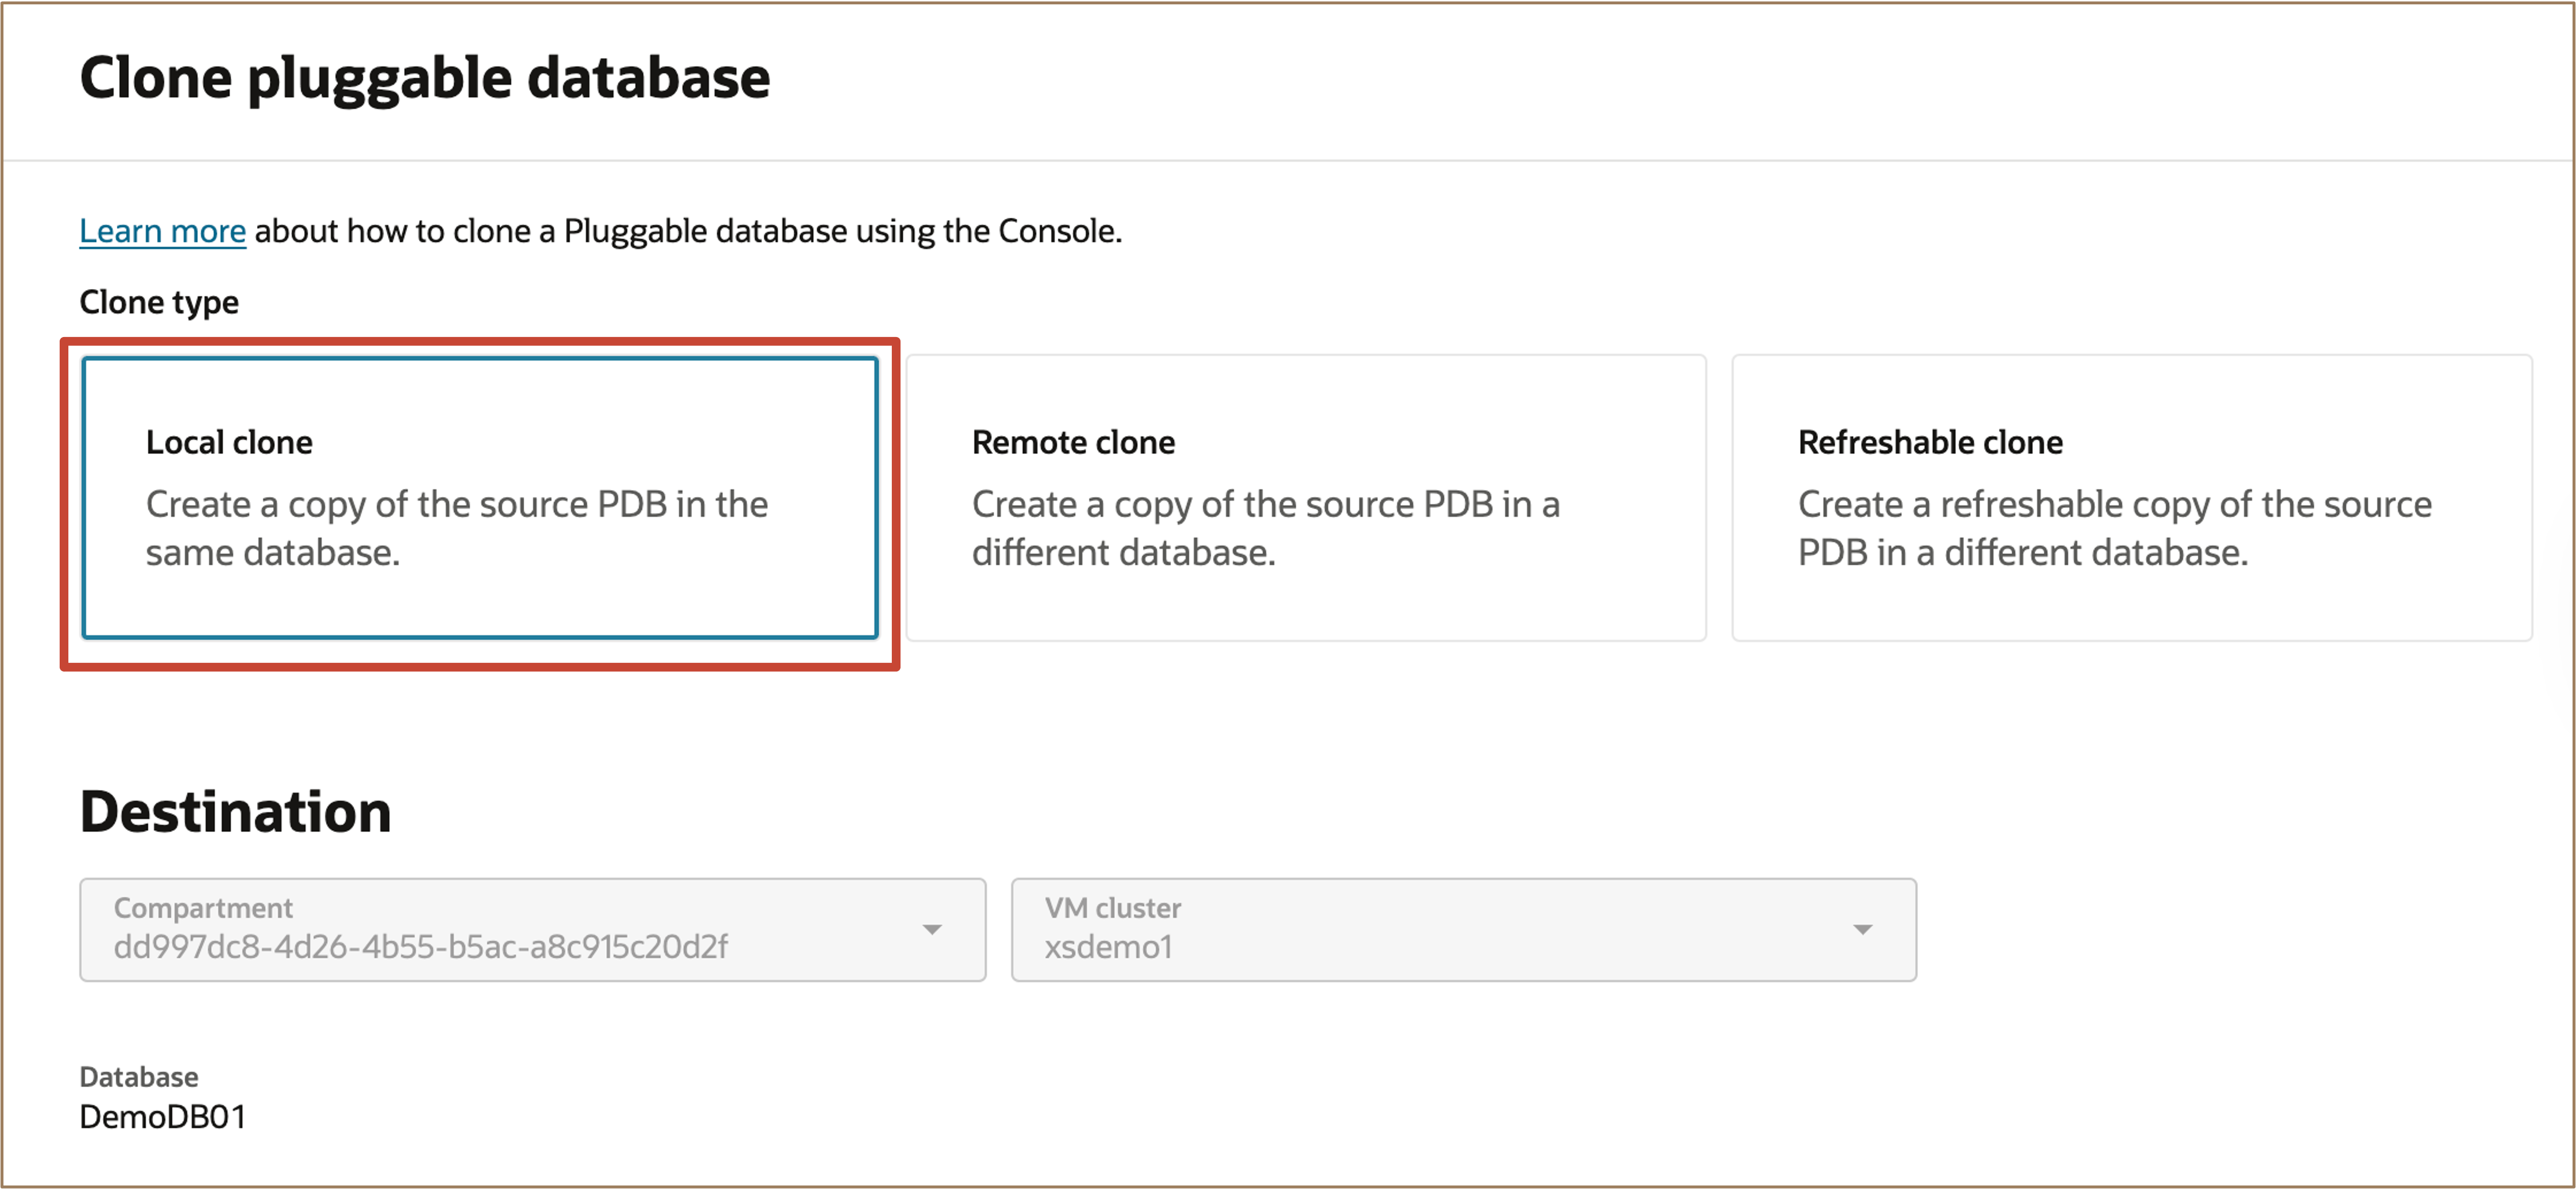 Clone pluggable database
Learn more about how to clone a Pluggable database using the Console.
Clone type
Local clone
Create a copy of the source PDB in the
same database.
Remote clone
Create a copy of the source PDB in a
different database.
Refreshable clone
Create a refreshable copy of the source
PDB in a different database.
Destination
Compartment
dd997dc8-4d26-4b55-b5ac-a8c915c20d2f
VM cluster
xsdemo1
Database
DemoDB01